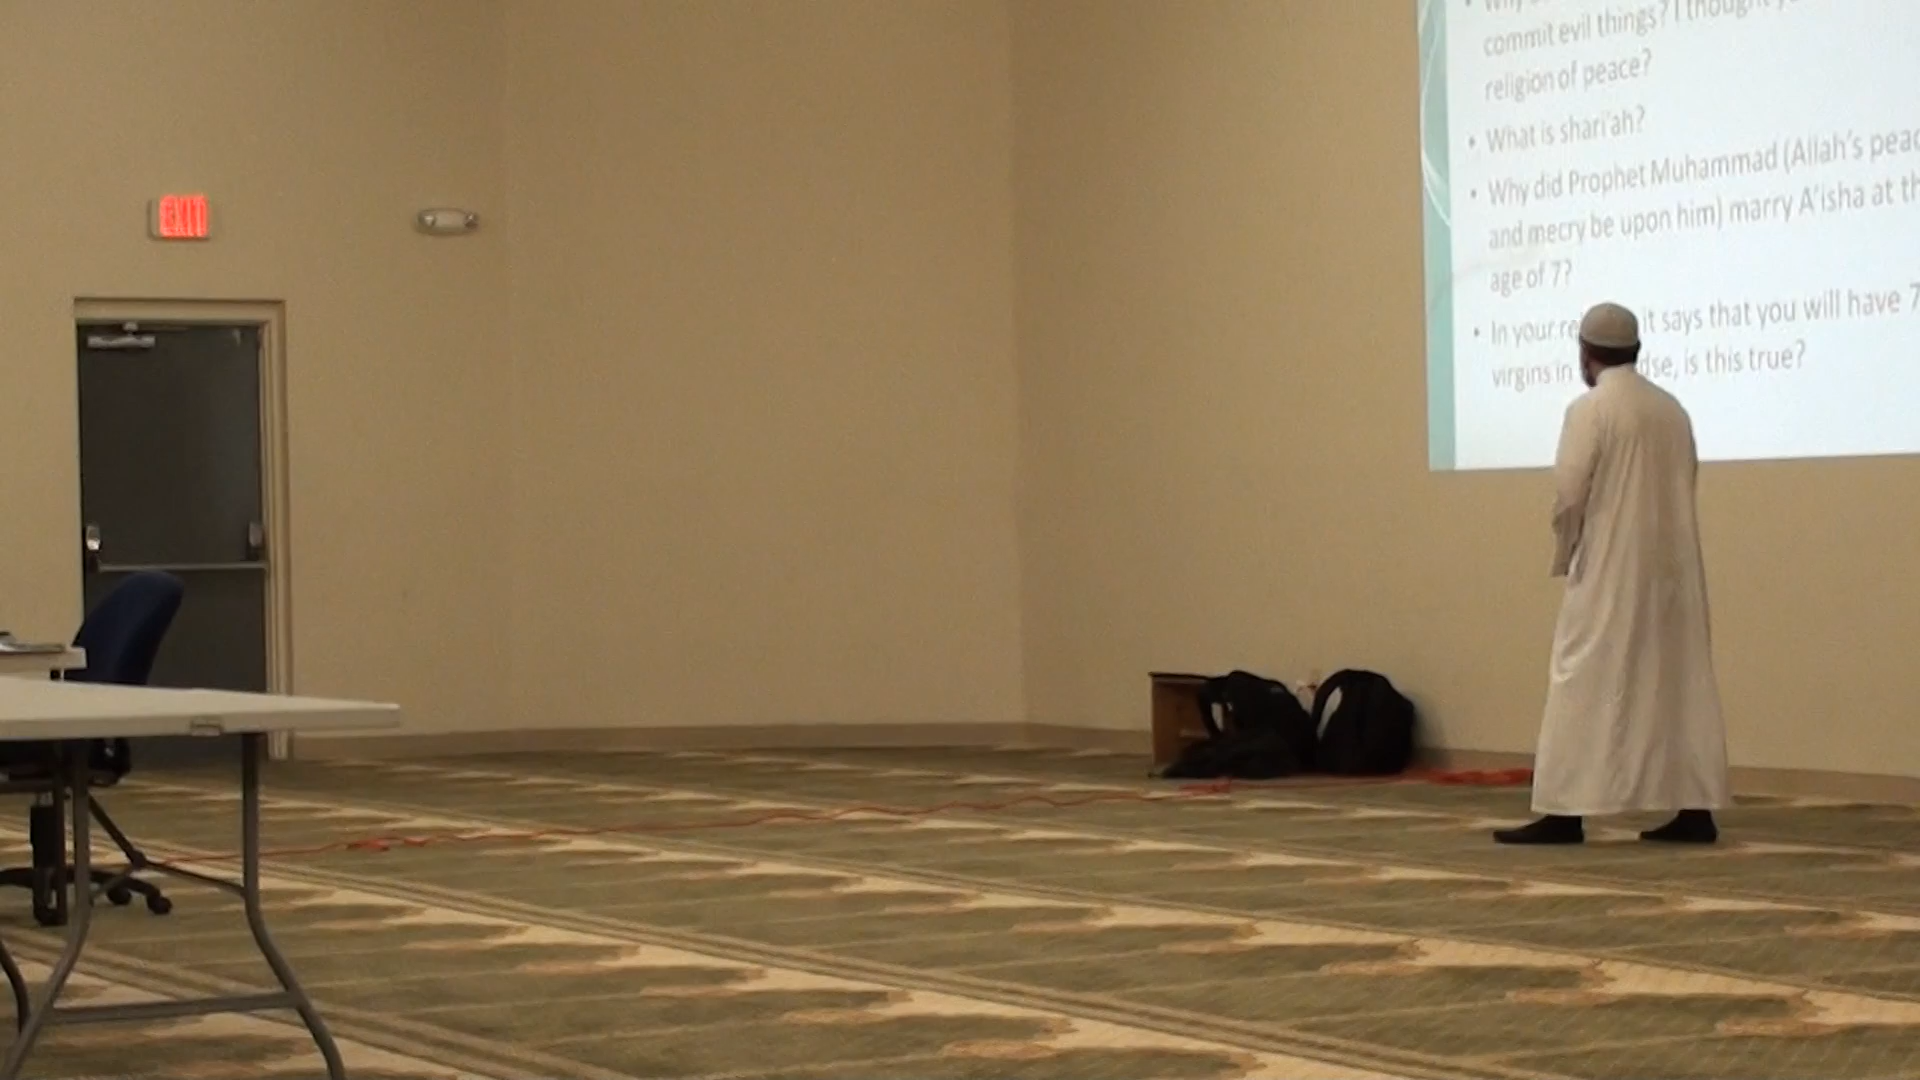 EXIT
commit evil things? I thought
religion of peace?
• What is shari'ah?
• Why did Prophet Muhammad (Allah's peac
and mecry be upon him) marry A'isha at th
age of 7?
• In your re it says that you will have 7
virgins in dse, is this true?